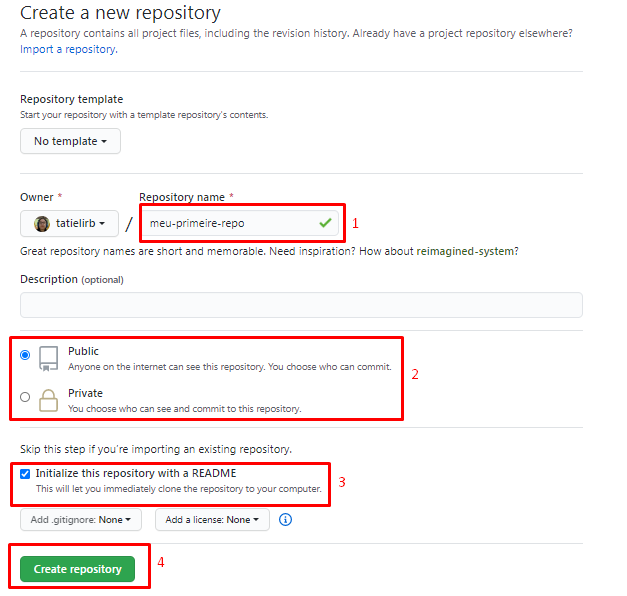 Create a new repository
A repository contains all project files, including the revision history. Already have a project repository elsewhere?
Import a repository.
Repository template
Start your repository with a template repository's contents.
No template
Owner *
Repository name *
tatielirb / meu-primeire-repo 1
Great repository names are short and memorable. Need inspiration? How about reimagined-system?
Description (optional)
Public
Anyone on the internet can see this repository. You choose who can commit.
2
Private
You choose who can see and commit to this repository.
Skip this step if you're importing an existing repository.
Initialize this repository with a README
This will let you immediately clone the repository to your computer.
3
Add .gitignore: None
Add a license: None
Create repository 4